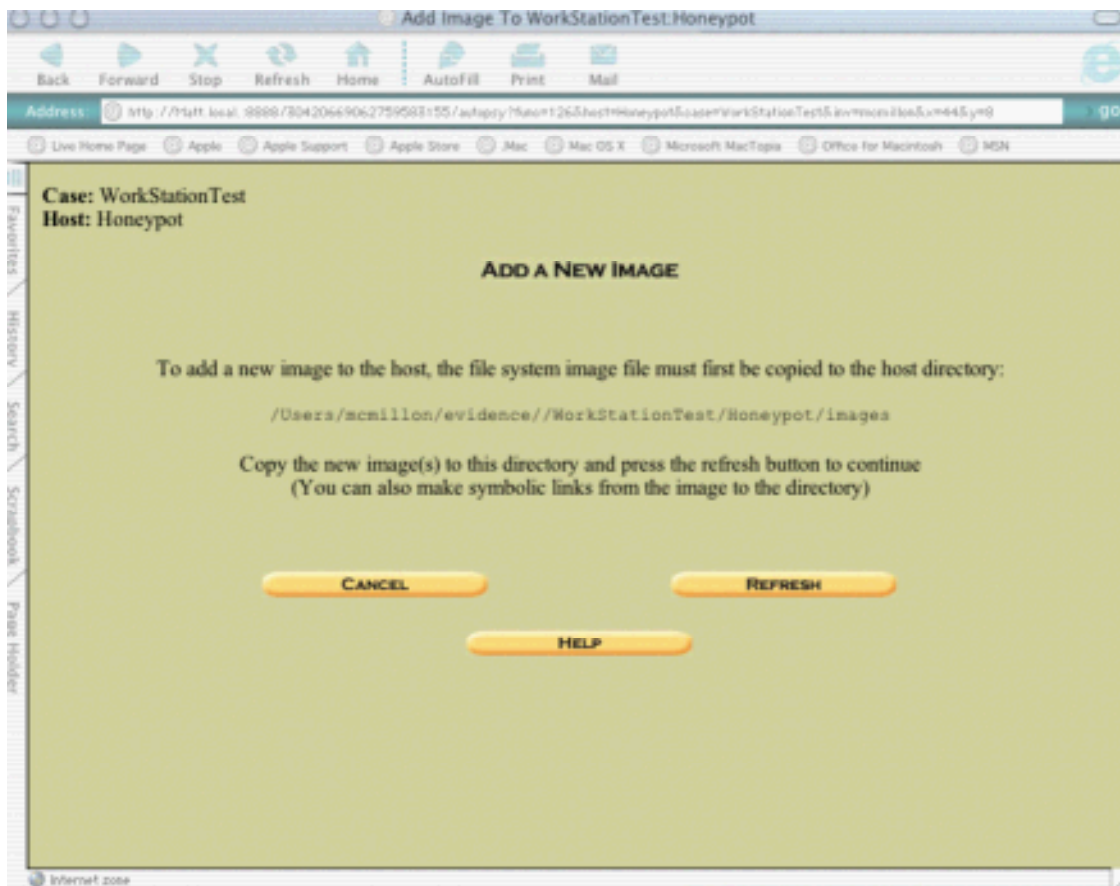 Add Image To WorkStationTest:Honeypot
Back Forward Stop Refresh Home AutoFill Print Mail
Address: go
Live Home Page Apple Apple Support Apple Store .Mac Mac OS X Microsoft MacTopia Office for Macintosh MSN
Favorites
History
Search
Scrapbook
Page Holder
Case: WorkStationTest
Host: Honeypot
ADD A NEW IMAGE
To add a new image to the host, the file system image file must first be copied to the host directory:
/Users/mcmillon/evidence//WorkStationTest/Honeypot/images
Copy the new image(s) to this directory and press the refresh button to continue
(You can also make symbolic links from the image to the directory)
CANCEL REFRESH
HELP
Internet zone